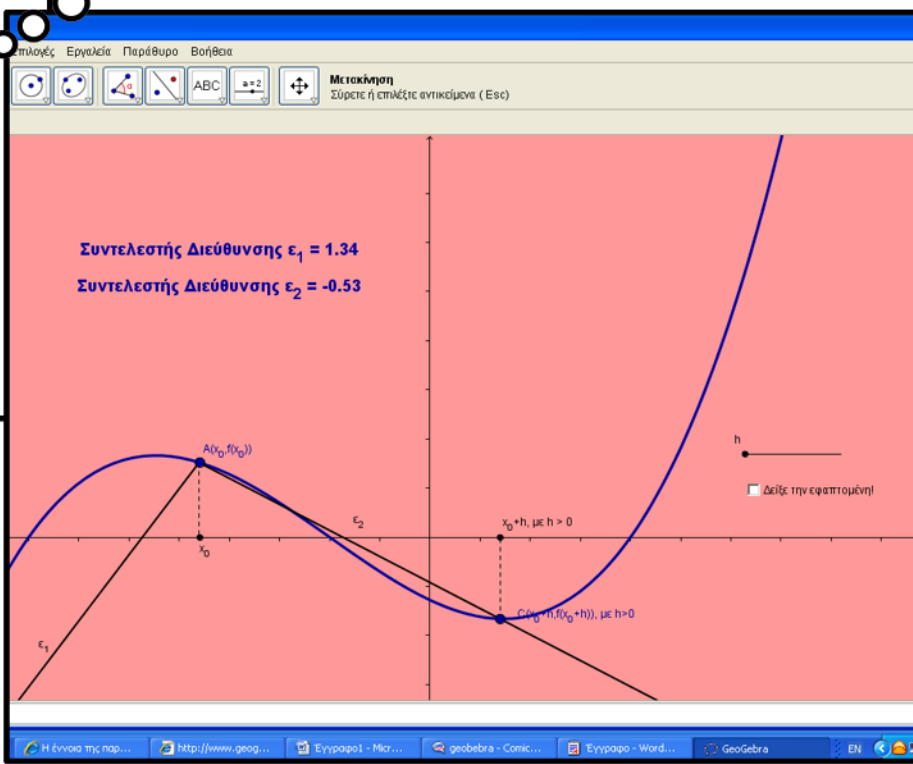 Επιλογές Εργαλεία Παράθυρο Βοήθεια
α
ABC
a=2
Μετακίνηση
Σύρετε ή επιλέξτε αντικείμενα ( Esc)
Συντελεστής Διεύθυνσης ε₁ = 1.34
Συντελεστής Διεύθυνσης ε₂ = -0.53
A(x₀,f(x₀))
h
Δείξε την εφαπτομένη!
ε₂
x₀+h, με h > 0
x₀
C(x₀+h,f(x₀+h)), με h>0
ε₁
Η έννοια της παρ... http://www.geog... Έγγραφο1 - Micr... geobebra - Comic... Έγγραφο - Word... GeoGebra EN